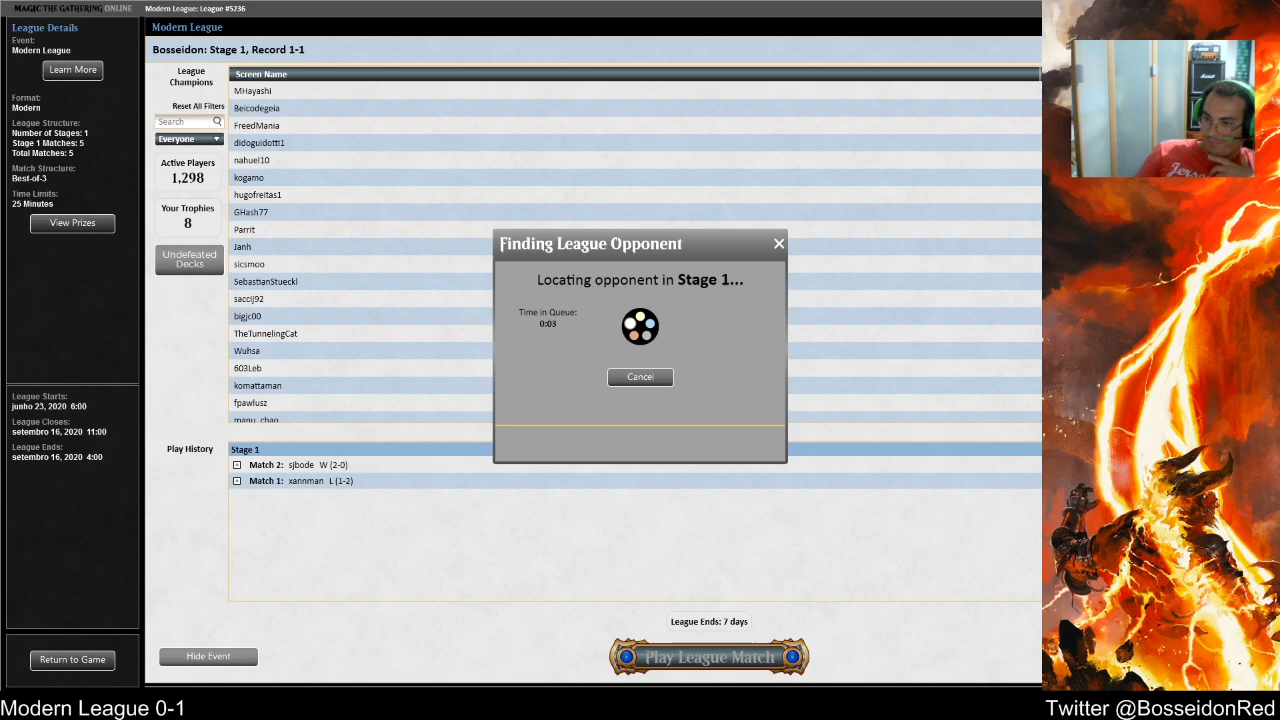 MAGIC THE GATHERING ONLINE
Modern League: League #5236
League Details
Event:
Modern League
Learn More
Format:
Modern
League Structure:
Number of Stages: 1
Stage 1 Matches: 5
Total Matches: 5
Match Structure:
Best-of-3
Time Limits:
25 Minutes
View Prizes
League Starts:
junho 23, 2020 6:00
League Closes:
setembro 16, 2020 11:00
League Ends:
setembro 16, 2020 4:00
Return to Game
Modern League
Bosseidon: Stage 1, Record 1-1
League
Champions
Reset All Filters
Search
Everyone
Active Players
1,298
Your Trophies
8
Undefeated
Decks
Screen Name
MHayashi
Beicodegeia
FreedMania
didoguidotti1
nahuel10
kogamo
hugofreitas1
GHash77
Parrit
Janh
sicsmoo
SebastianStueckl
saccij92
bigjc00
TheTunnelingCat
Wuhsa
603Leb
komattaman
fpawlusz
manu_chao
Finding League Opponent
Locating opponent in Stage 1...
Time in Queue:
0:03
Cancel
Play History
Stage 1
Match 2: sjbode W (2-0)
Match 1: xannman L (1-2)
League Ends: 7 days
Hide Event
Play League Match
Modern League 0-1
Twitter @BosseidonRed